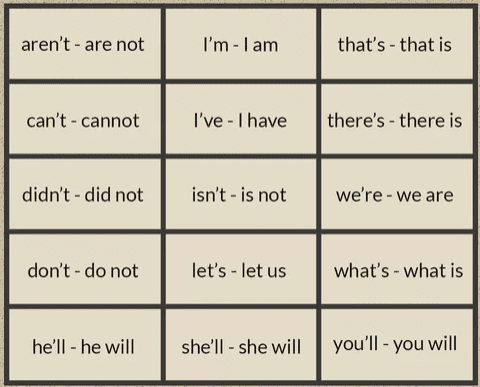 aren't - are not
I'm - I am
that's - that is
can't - cannot
I've - I have
there's - there is
didn't - did not
isn't - is not
we're - we are
don't - do not
let's - let us
what's - what is
he'll - he will
she'll - she will
you'll - you will